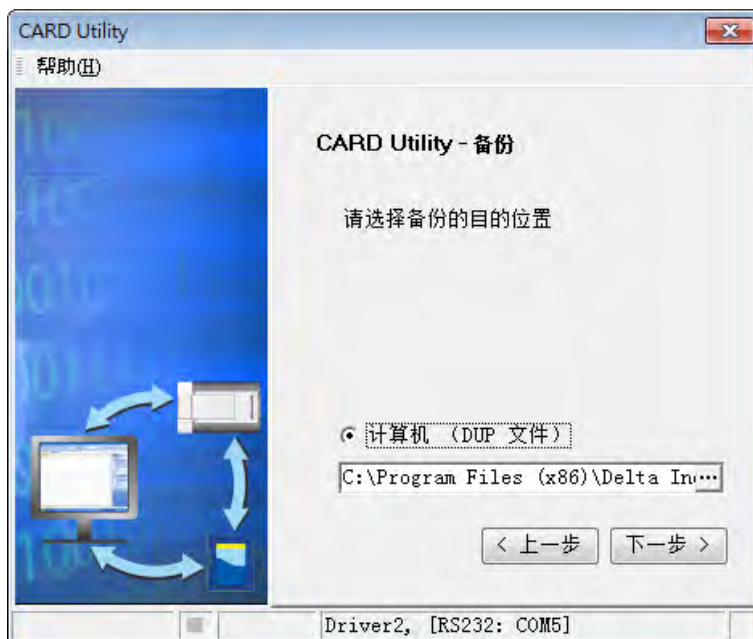 CARD Utility
帮助(H)
CARD Utility - 备份
请选择备份的目的位置
计算机 （DUP 文件）
C:\Program Files (x86)\Delta In
...
< 上一步
下一步 >
Driver2, [RS232: COM5]